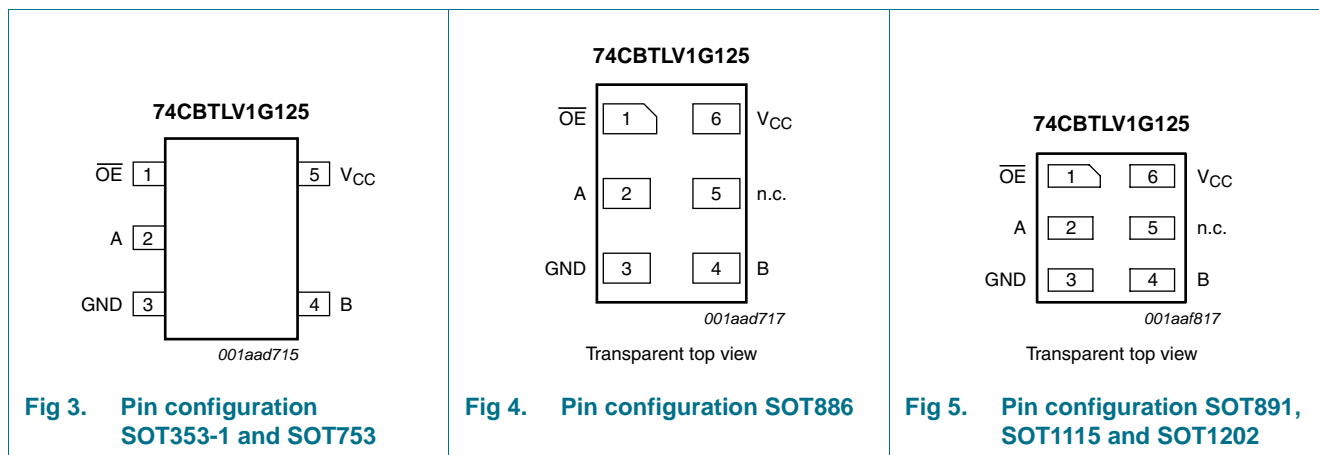 74CBTLV1G125
OE 1 5 VCC
A 2
GND 3 4 B
001aad715
Fig 3. Pin configuration
SOT353-1 and SOT753
74CBTLV1G125
OE 1 6 VCC
A 2 5 n.c.
GND 3 4 B
001aad717
Transparent top view
Fig 4. Pin configuration SOT886
74CBTLV1G125
OE 1 6 VCC
A 2 5 n.c.
GND 3 4 B
001aaf817
Transparent top view
Fig 5. Pin configuration SOT891,
SOT1115 and SOT1202